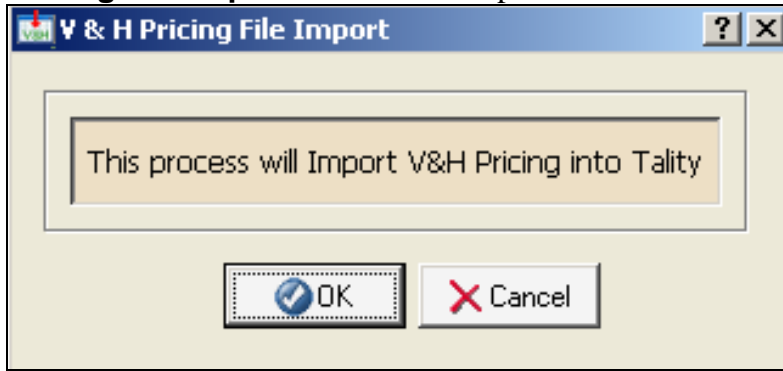 V & H Pricing File Import
This process will Import V&H Pricing into Tality
OK
Cancel